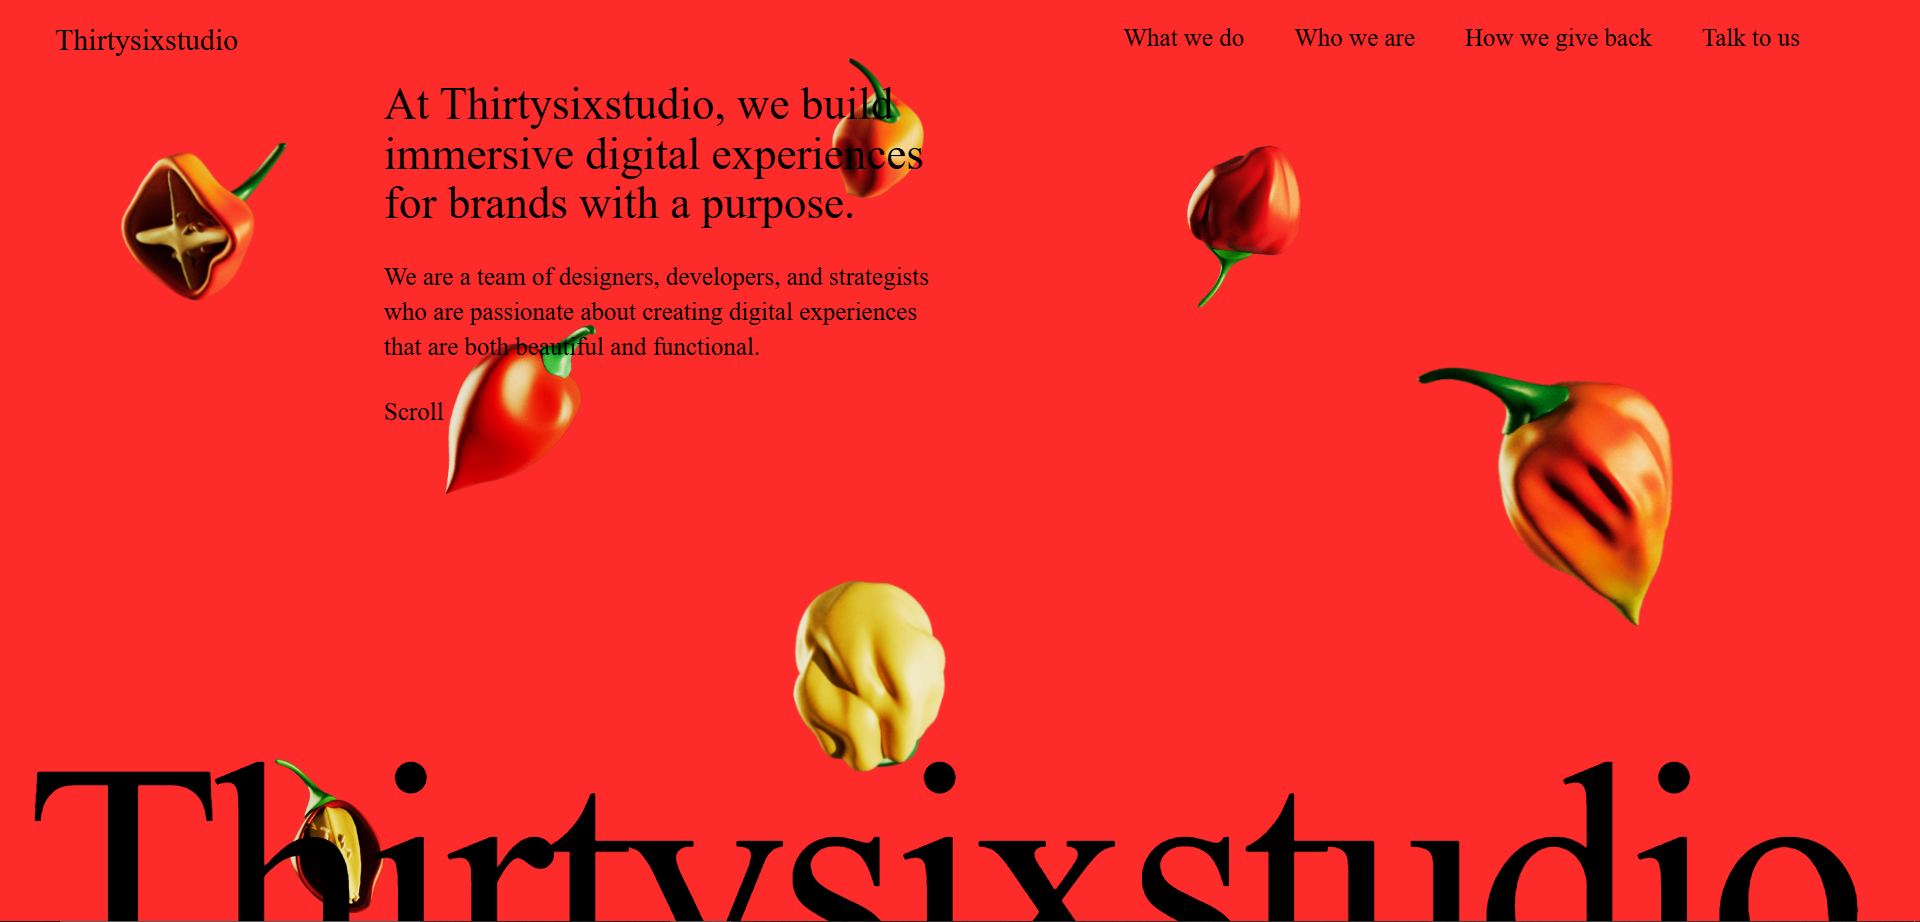 Thirtysixstudio
What we do
Who we are
How we give back
Talk to us
At Thirtysixstudio, we build
immersive digital experiences
for brands with a purpose.
We are a team of designers, developers, and strategists
who are passionate about creating digital experiences
that are both beautiful and functional.
Scroll
Thirtysixstudio